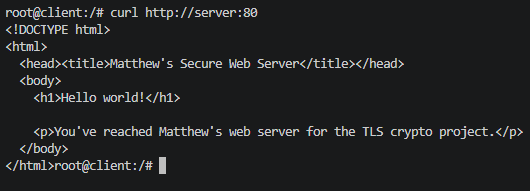 root@client:/# curl http://server:80
<!DOCTYPE html>
<html>
  <head><title>Matthew's Secure Web Server</title></head>
  <body>
    <h1>Hello world!</h1>

    <p>You've reached Matthew's web server for the TLS crypto project.</p>
  </body>
</html>root@client:/#